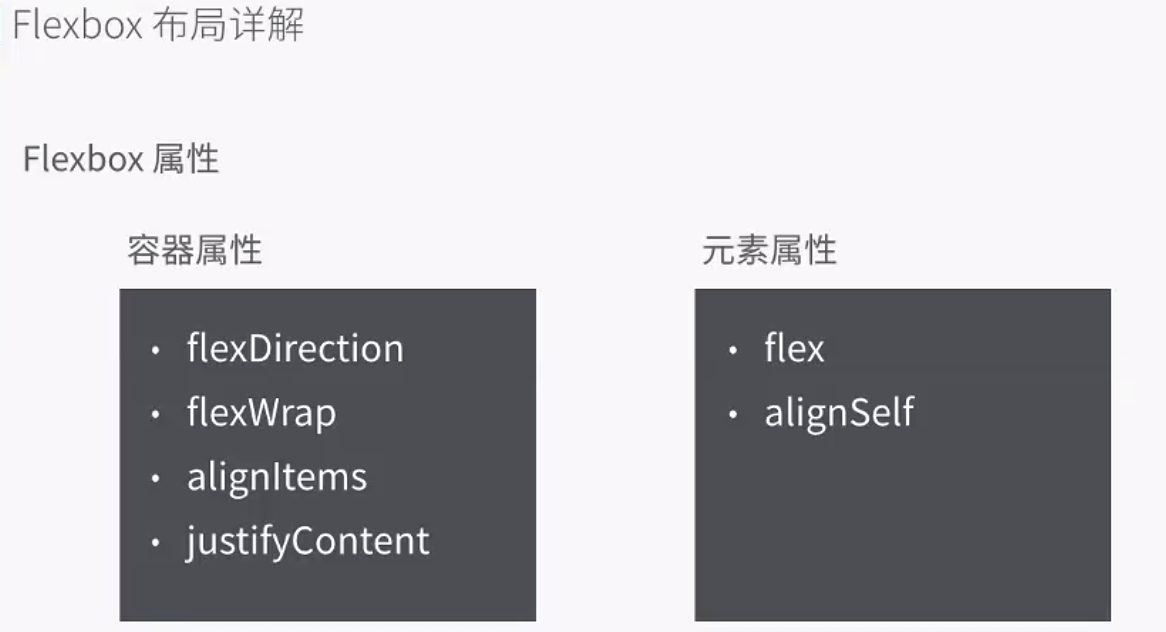 Flexbox 布局详解
Flexbox 属性
容器属性
• flexDirection
• flexWrap
• alignItems
• justifyContent
元素属性
• flex
• alignSelf